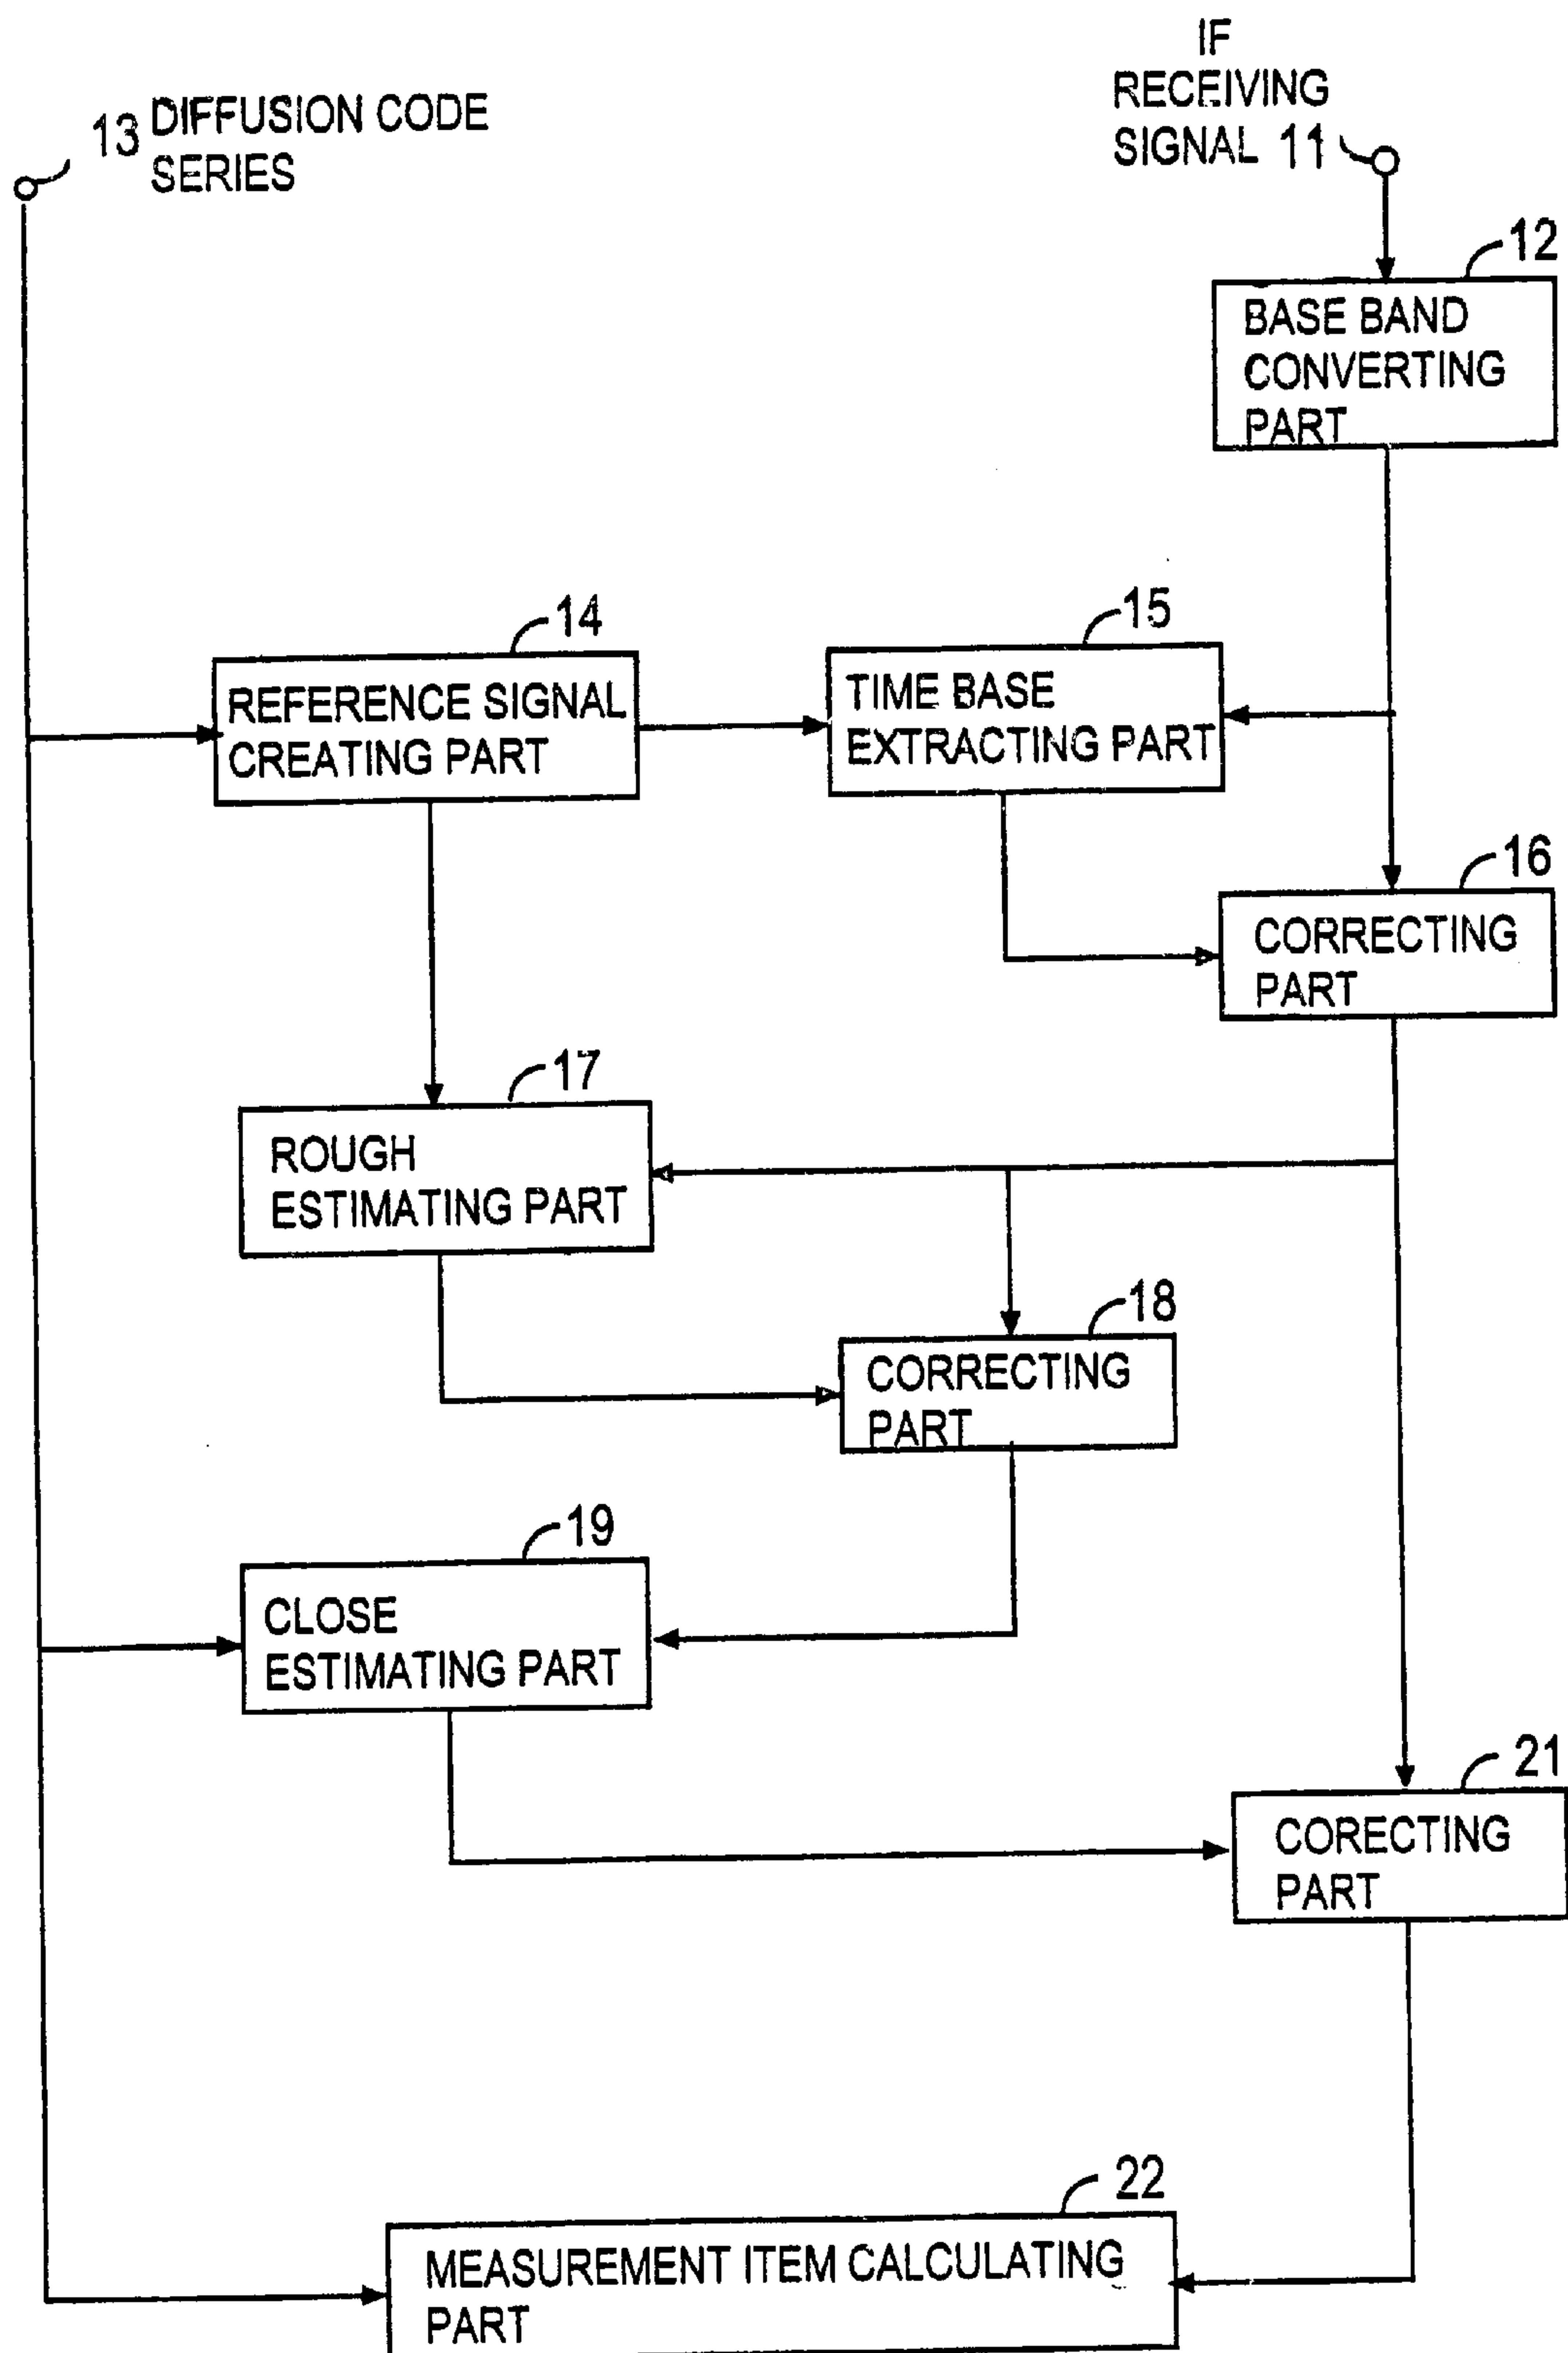 IF
RECEIVING
SIGNAL 11
13 DIFFUSION CODE
SERIES
12
BASE BAND
CONVERTING
PART
14
REFERENCE SIGNAL
CREATING PART
15
TIME BASE
EXTRACTING PART
16
CORRECTING
PART
17
ROUGH
ESTIMATING PART
18
CORRECTING
PART
19
CLOSE
ESTIMATING PART
21
CORECTING
PART
22
MEASUREMENT ITEM CALCULATING
PART